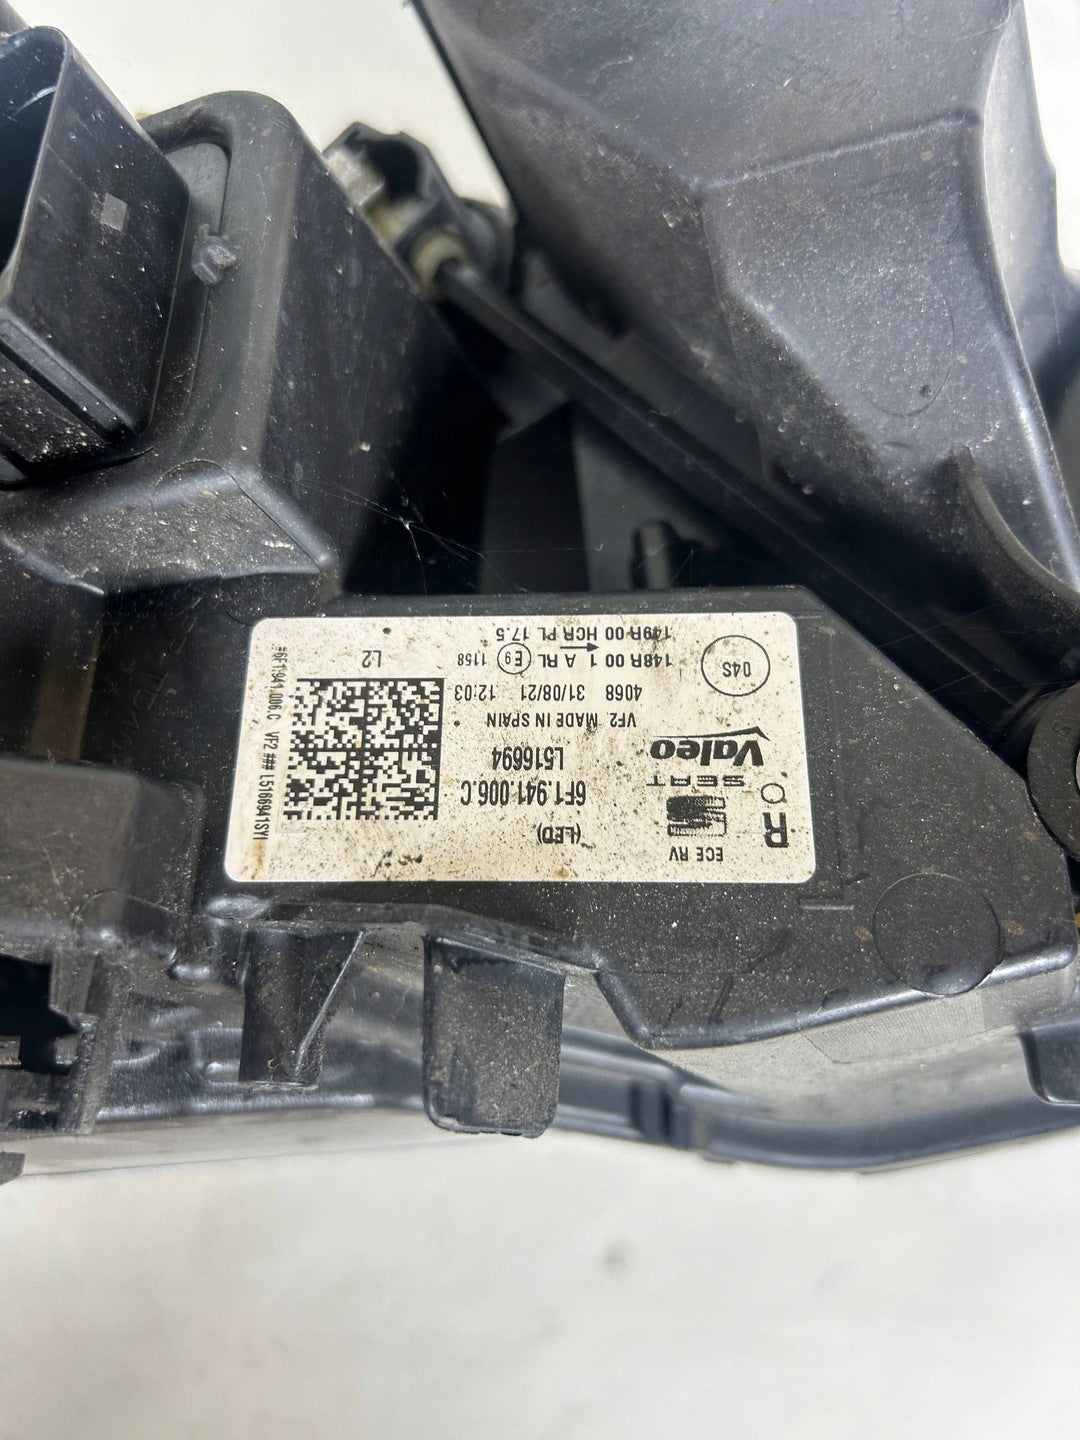 ECE RV
R
SEAT
Valeo
(LED)
6F1.941.006.C
L516694
VF2 MADE IN SPAIN
4068 31/08/21 12:03
148R 00 1 A RL E9 1158
149R 00 HCR PL 17.5
04S
L2
#6F1.941.006.C VF2 ## L5166941SYI